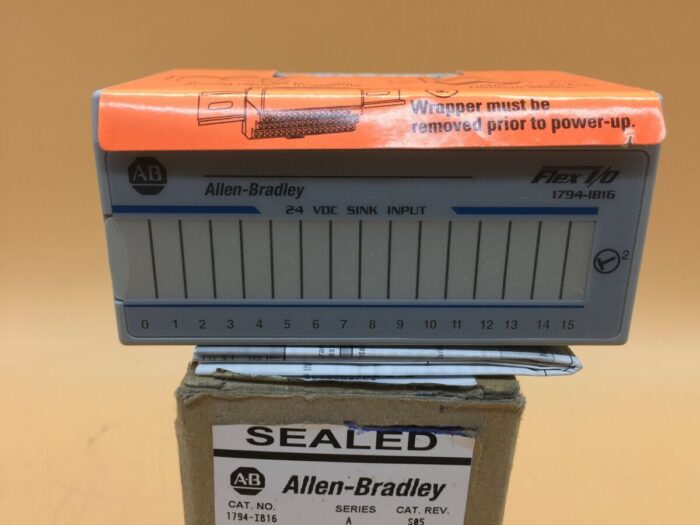 Wrapper must be
removed prior to power-up.
AB
Allen-Bradley
Flex I/O
1794-IB16
24 VDC SINK INPUT
2
0 1 2 3 4 5 6 7 8 9 10 11 12 13 14 15
SEALED
A-B
Allen-Bradley
CAT. NO. SERIES CAT. REV.
1794-IB16 A S05